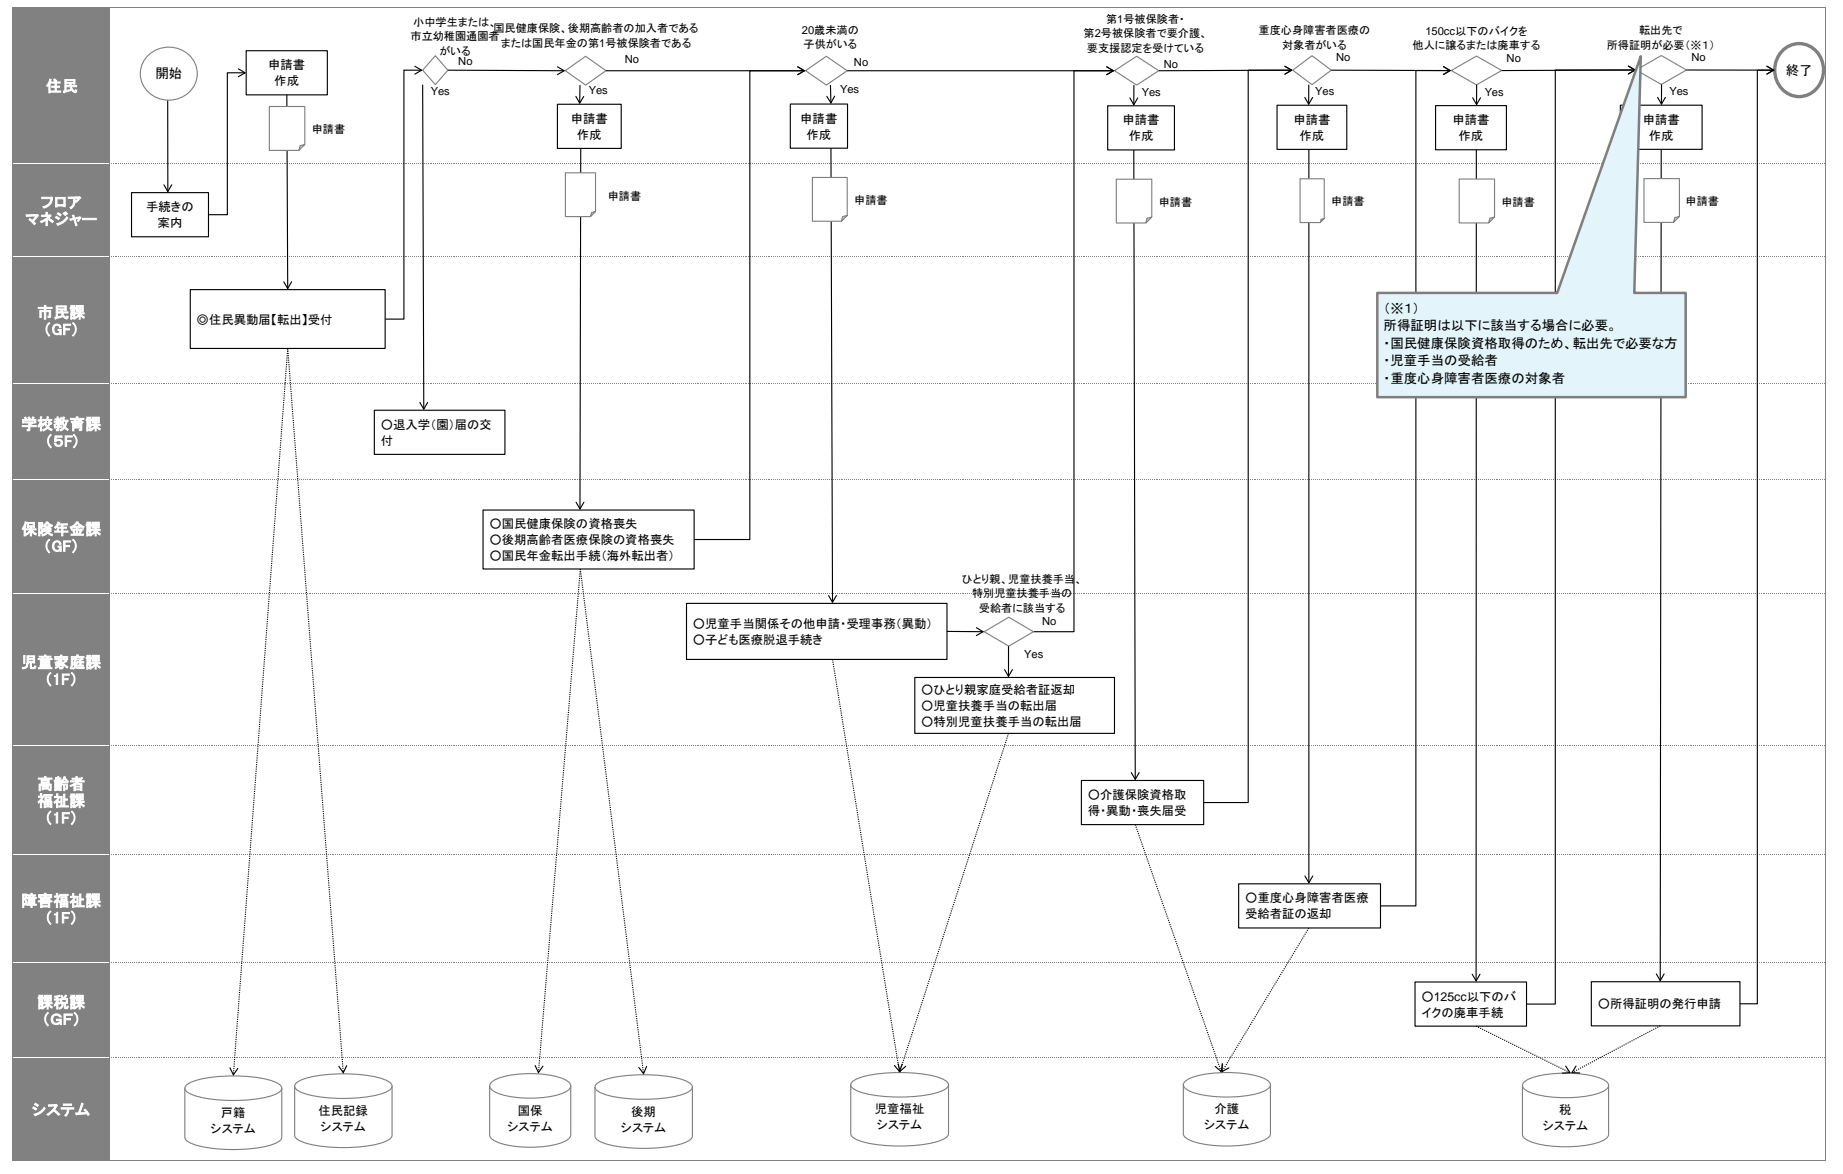 住民
開始
申請書
作成
申請書
小中学生または、
市立幼稚園通園者
がいる
No
Yes
国民健康保険、後期高齢者の加入者である
または国民年金の第1号被保険者である
No
Yes
申請書
作成
20歳未満の
子供がいる
No
Yes
申請書
作成
第1号被保険者・
第2号被保険者で要介護、
要支援認定を受けている
No
Yes
申請書
作成
重度心身障害者医療の
対象者がいる
No
Yes
申請書
作成
150cc以下のバイクを
他人に譲るまたは廃車する
No
Yes
申請書
作成
転出先で
所得証明が必要(※1)
No
Yes
申請書
作成
終了
フロア
マネジャー
手続きの
案内
申請書
申請書
申請書
申請書
申請書
申請書
市民課
(GF)
◎住民異動届【転出】受付
(※1)
所得証明は以下に該当する場合に必要。
・国民健康保険資格取得のため、転出先で必要な方
・児童手当の受給者
・重度心身障害者医療の対象者
学校教育課
(5F)
○退入学(園)届の交
付
保険年金課
(GF)
○国民健康保険の資格喪失
○後期高齢者医療保険の資格喪失
○国民年金転出手続(海外転出者)
児童家庭課
(1F)
○児童手当関係その他申請・受理事務(異動)
○子ども医療脱退手続き
ひとり親、児童扶養手当、
特別児童扶養手当の
受給者に該当する
No
Yes
○ひとり親家庭受給者証返却
○児童扶養手当の転出届
○特別児童扶養手当の転出届
高齢者
福祉課
(1F)
○介護保険資格取
得・異動・喪失届受
障害福祉課
(1F)
○重度心身障害者医療
受給者証の返却
課税課
(GF)
○125cc以下のバ
イクの廃車手続
○所得証明の発行申請
システム
戸籍
システム
住民記録
システム
国保
システム
後期
システム
児童福祉
システム
介護
システム
税
システム